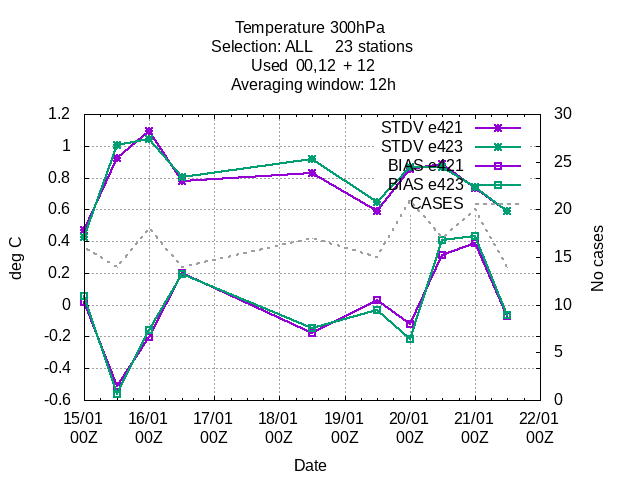 Temperature 300hPa
Selection: ALL 23 stations
Used 00,12 + 12
Averaging window: 12h
1.2
1
0.8
0.6
0.4
0.2
0
-0.2
-0.4
-0.6
30
25
20
15
10
5
0
STDV e421
STDV e423
BIAS e421
BIAS e423
CASES
deg C
No cases
15/01 16/01 17/01 18/01 19/01 20/01 21/01 22/01
00Z 00Z 00Z 00Z 00Z 00Z 00Z 00Z
Date